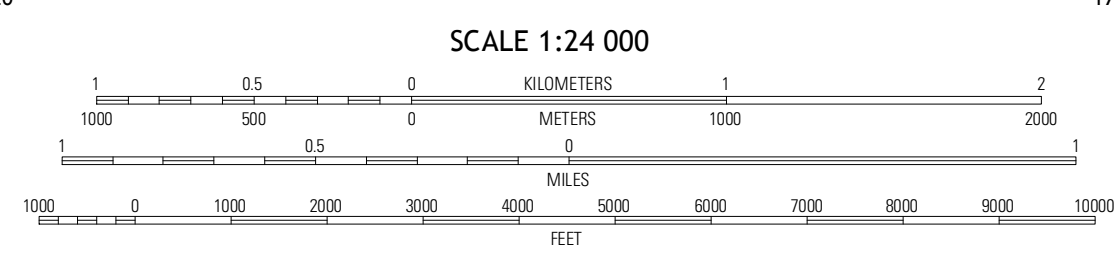 SCALE 1:24 000
1 0.5 0 KILOMETERS 1 2
1000 500 0 METERS 1000 2000
1 0.5 0 1
MILES
1000 0 1000 2000 3000 4000 5000 6000 7000 8000 9000 10000
FEET